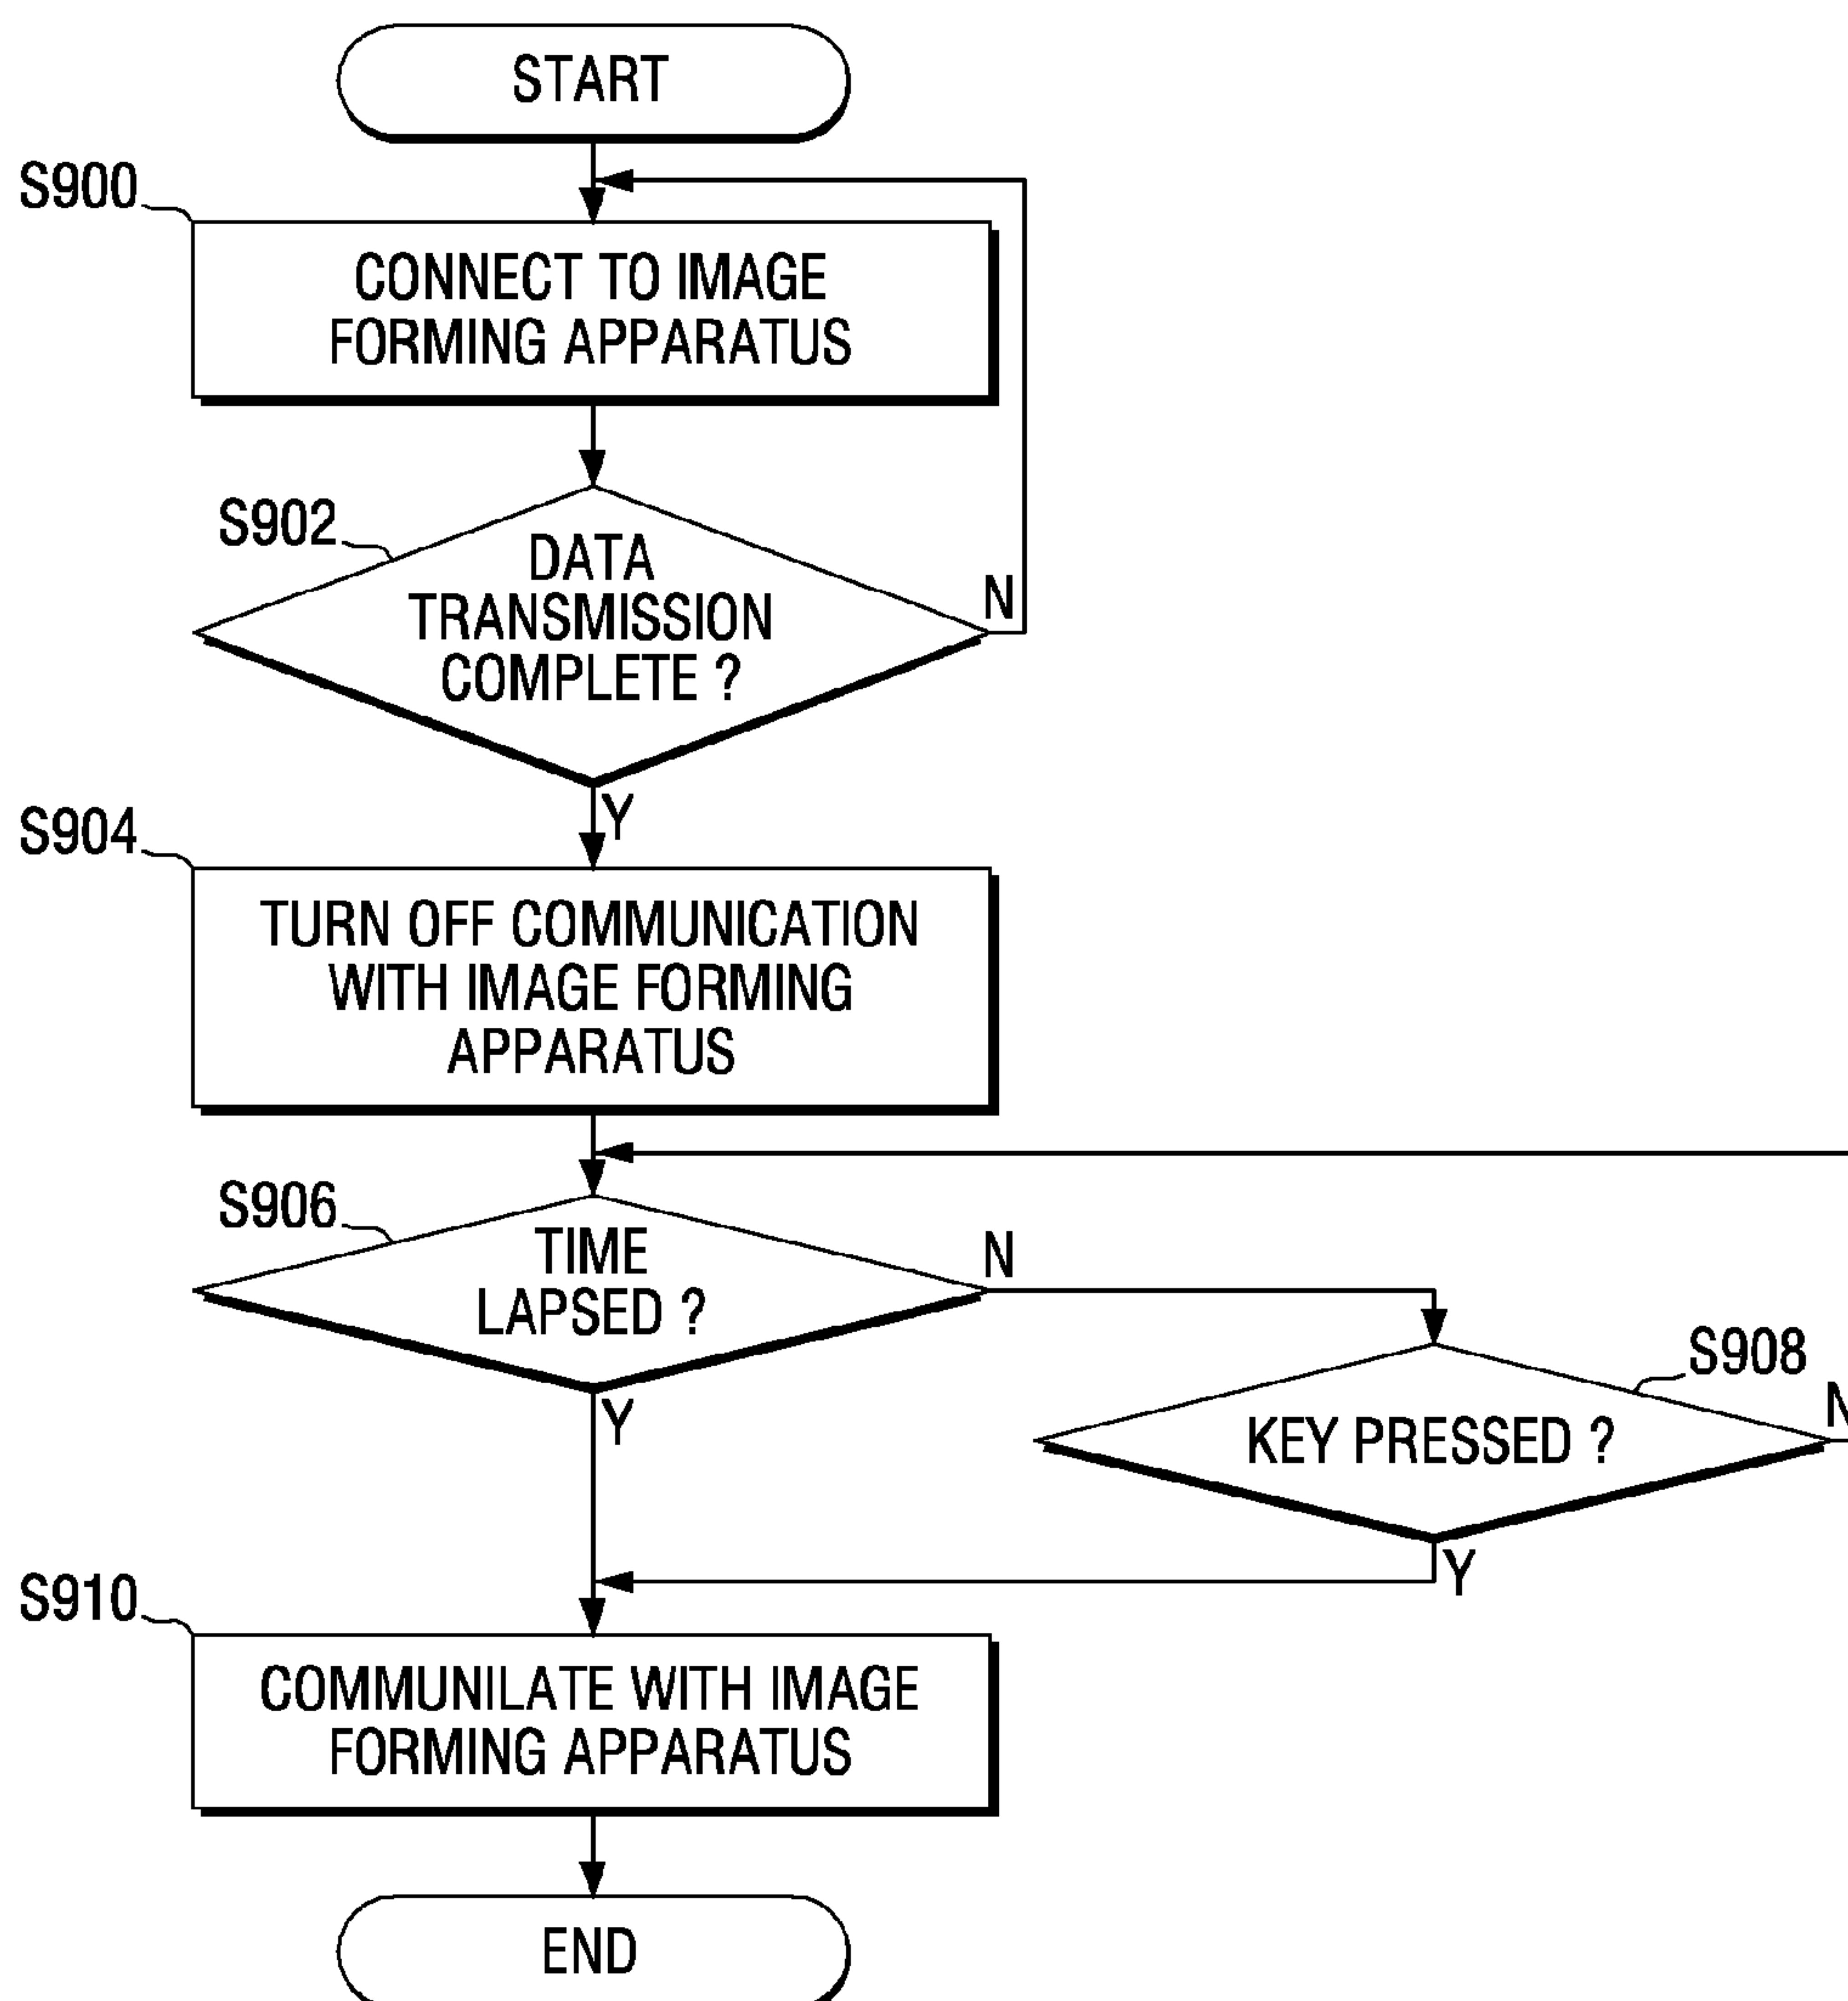 START
S900
CONNECT TO IMAGE
FORMING APPARATUS
S902
DATA
TRANSMISSION
COMPLETE ?
N
Y
S904
TURN OFF COMMUNICATION
WITH IMAGE FORMING
APPARATUS
S906
TIME
LAPSED ?
N
Y
S908
KEY PRESSED ?
N
Y
S910
COMMUNILATE WITH IMAGE
FORMING APPARATUS
END